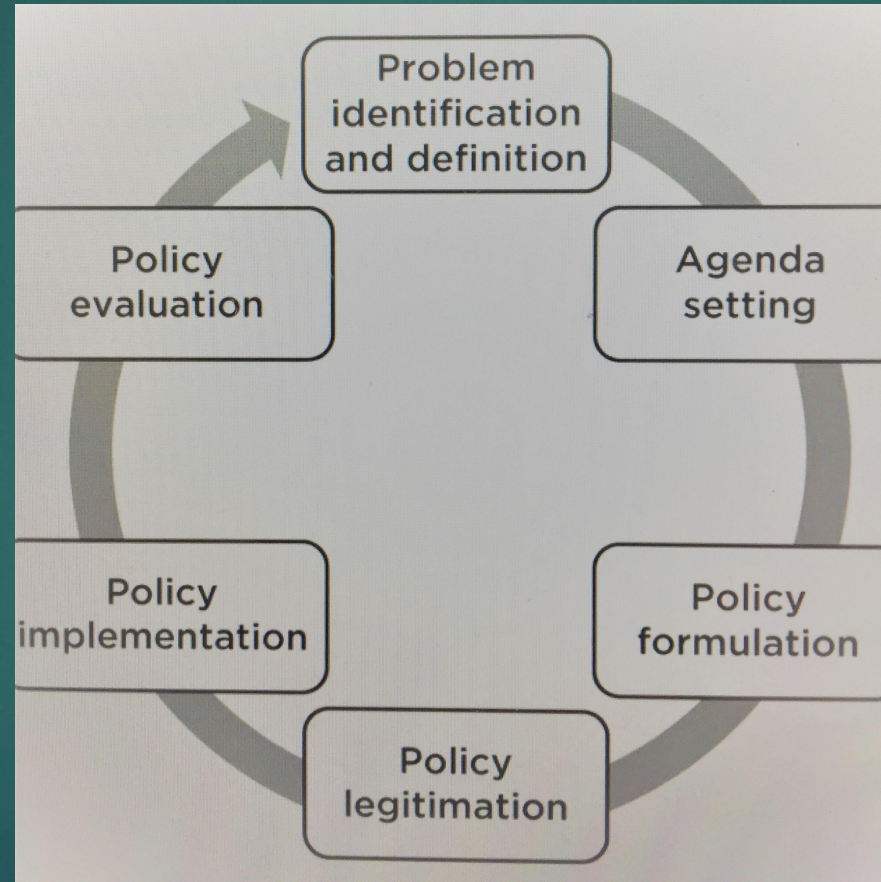 Problem
identification
and definition
Agenda
setting
Policy
formulation
Policy
legitimation
Policy
implementation
Policy
evaluation